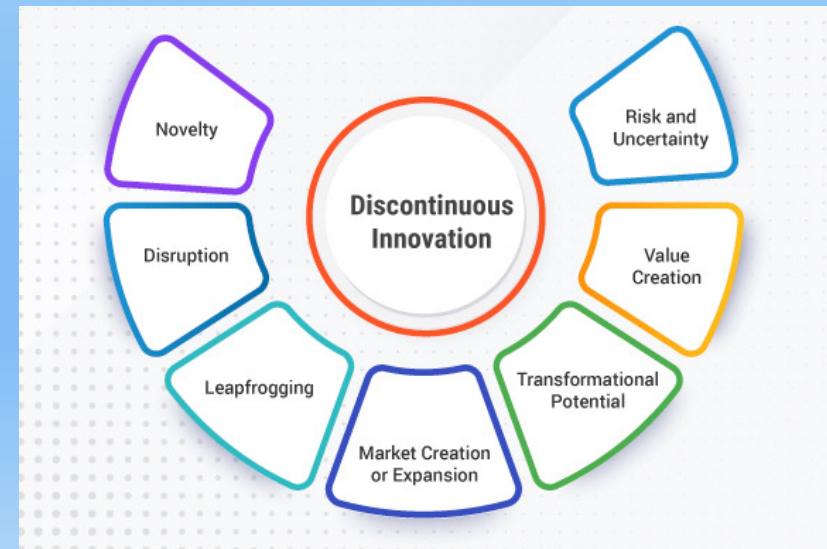 Discontinuous
Innovation
Novelty
Disruption
Leapfrogging
Market Creation
or Expansion
Transformational
Potential
Value
Creation
Risk and
Uncertainty